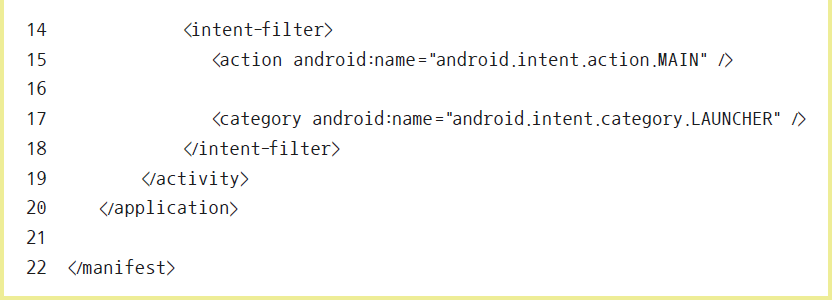 14 <intent-filter>
15 <action android:name="android.intent.action.MAIN" />
16
17 <category android:name="android.intent.category.LAUNCHER" />
18 </intent-filter>
19 </activity>
20 </application>
21
22 </manifest>